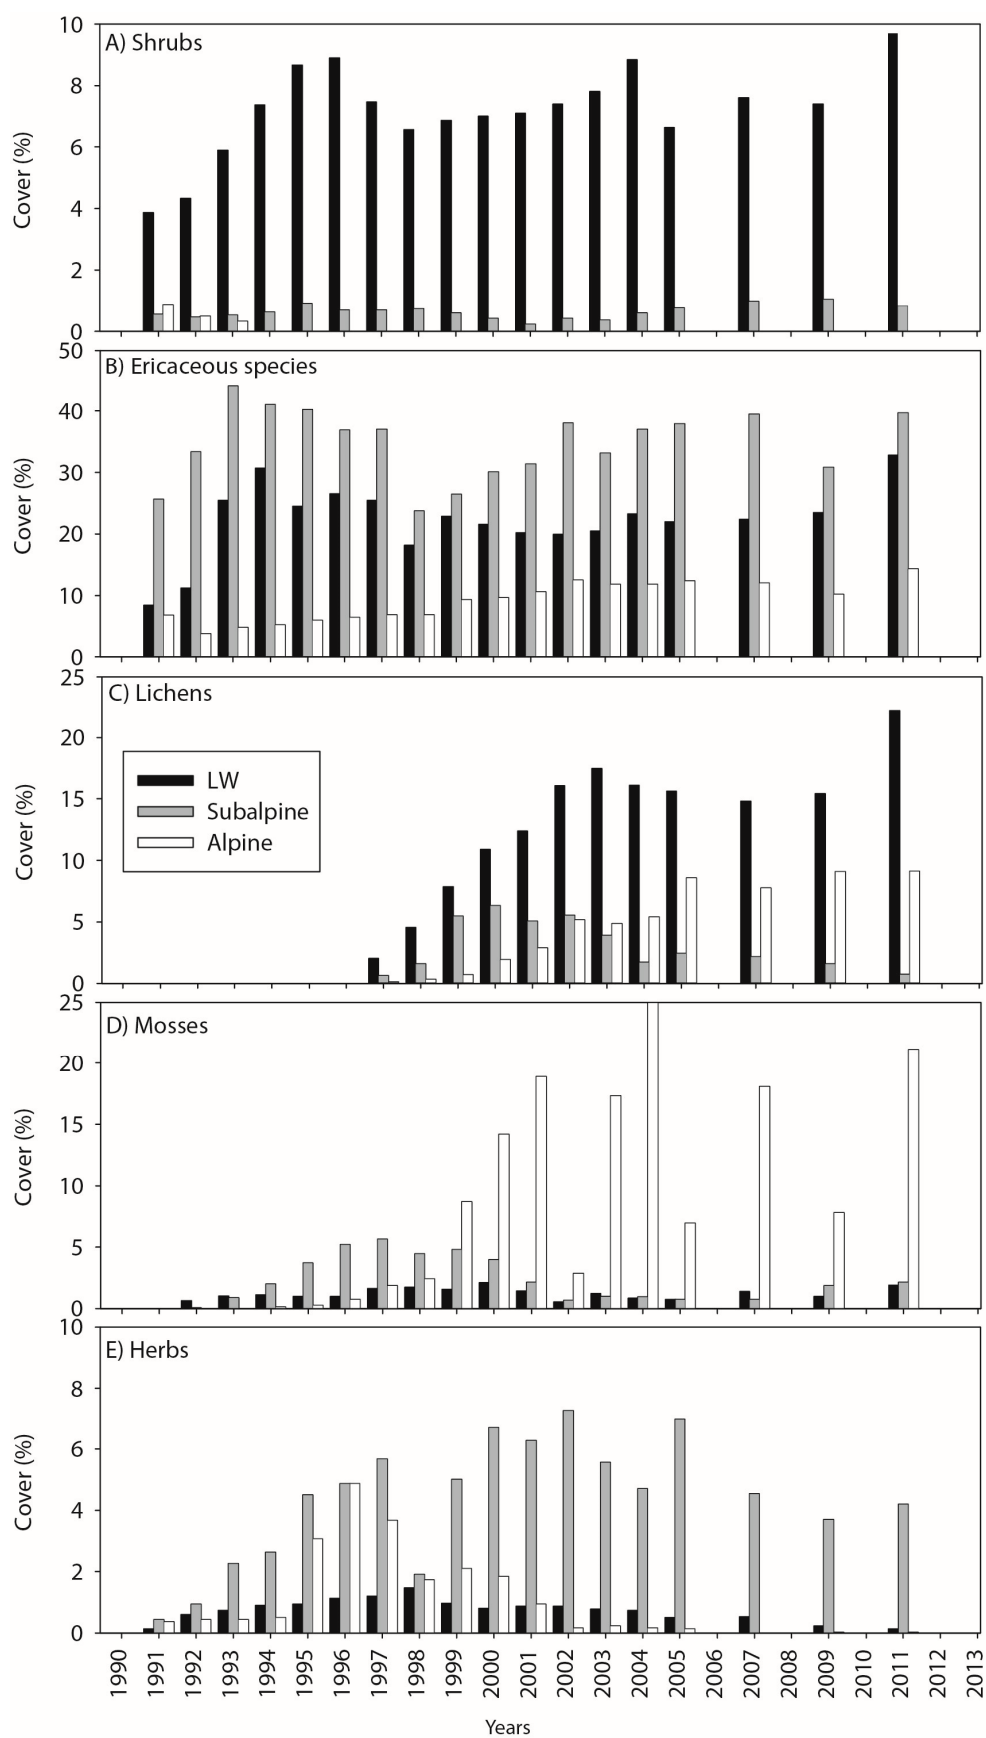 A) Shrubs
10
8
6
4
2
0
Cover (%)
B) Ericaceous species
50
40
30
20
10
0
Cover (%)
C) Lichens
25
20
15
10
5
0
Cover (%)
LW
Subalpine
Alpine
D) Mosses
25
20
15
10
5
0
Cover (%)
E) Herbs
10
8
6
4
2
0
Cover (%)
1990 1991 1992 1993 1994 1995 1996 1997 1998 1999 2000 2001 2002 2003 2004 2005 2006 2007 2008 2009 2010 2011 2012 2013
Years